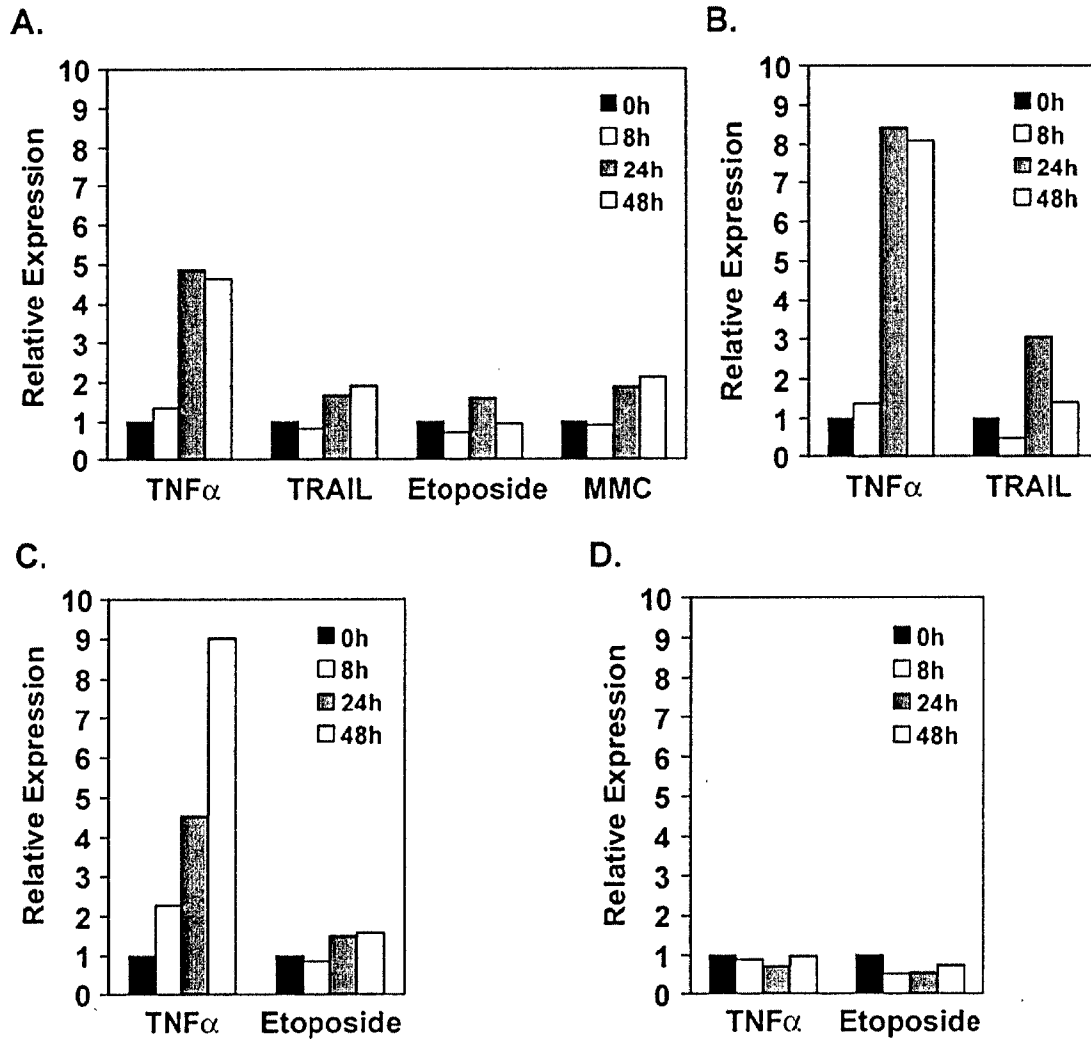 A.
Relative Expression
10
9
8
7
6
5
4
3
2
1
0
0h
8h
24h
48h
TNFα TRAIL Etoposide MMC
B.
Relative Expression
10
9
8
7
6
5
4
3
2
1
0
0h
8h
24h
48h
TNFα TRAIL
C.
Relative Expression
10
9
8
7
6
5
4
3
2
1
0
0h
8h
24h
48h
TNFα Etoposide
D.
Relative Expression
10
9
8
7
6
5
4
3
2
1
0
0h
8h
24h
48h
TNFα Etoposide